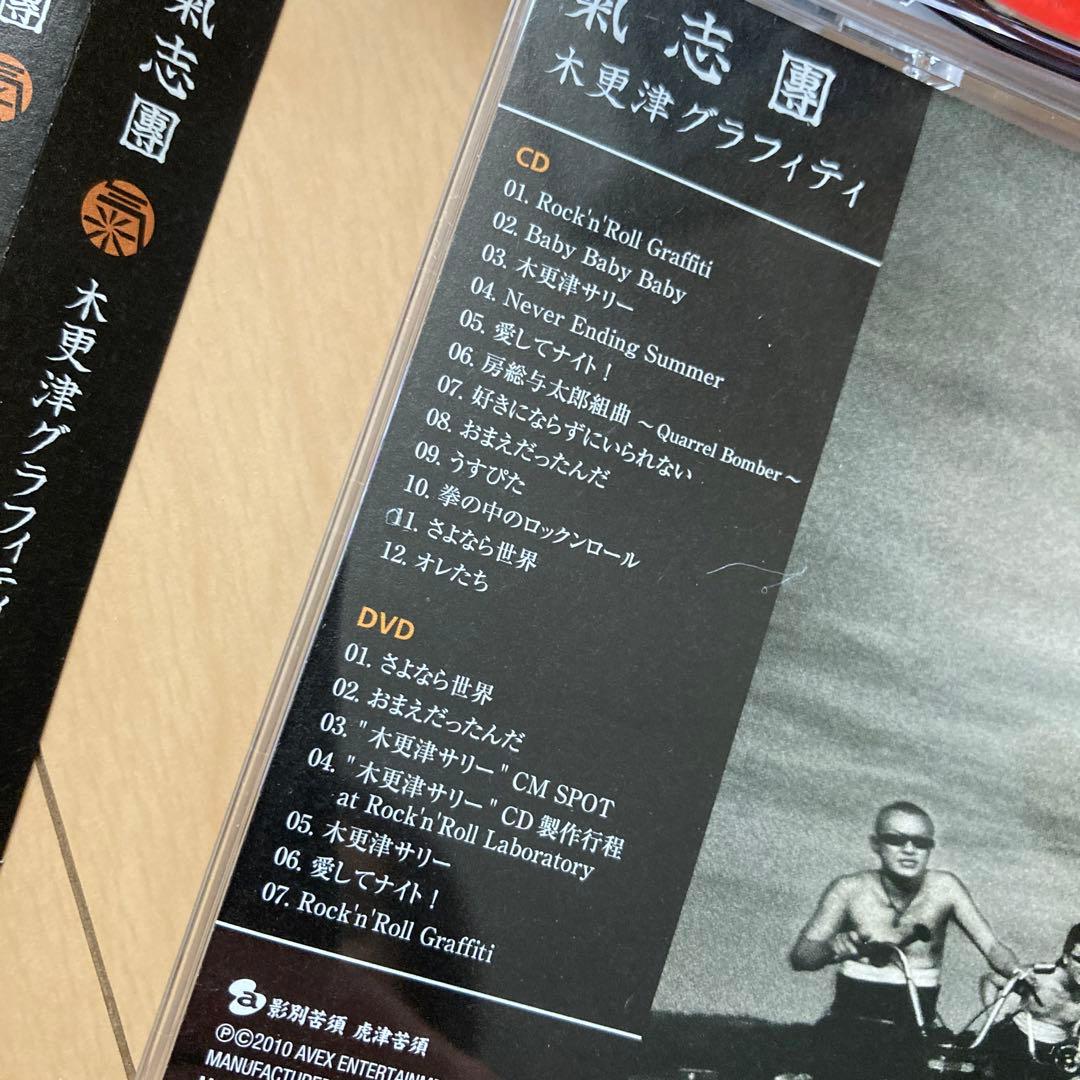 氣志團
木更津グラフィティ
氣志團
木更津グラフィティ
CD
01. Rock'n'Roll Graffiti
02. Baby Baby Baby
03. 木更津サリー
04. Never Ending Summer
05. 愛してナイト!
06. 房総与太郎組曲 ~Quarrel Bomber~
07. 好きにならずにいられない
08. おまえだったんだ
09. うすぴた
10. 拳の中のロックンロール
11. さよなら世界
12. オレたち
DVD
01. さよなら世界
02. おまえだったんだ
03. "木更津サリー" CM SPOT
04. "木更津サリー" CD 製作行程
at Rock'n'Roll Laboratory
05. 木更津サリー
06. 愛してナイト!
07. Rock'n'Roll Graffiti
a 影別苦須 虎津苦須
℗©2010 AVEX ENTERTAINM
MANUFACTURE